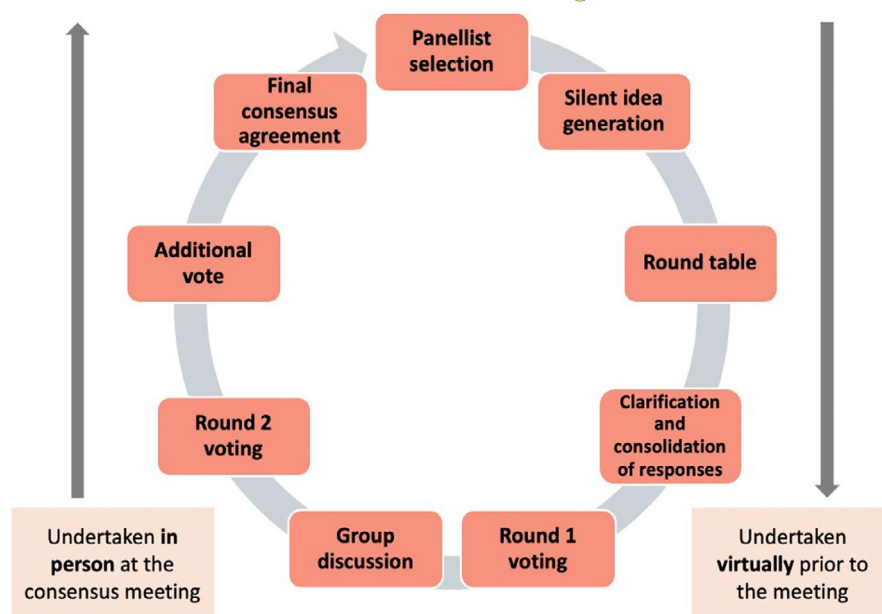 Panellist
selection
Silent idea
generation
Round table
Clarification
and
consolidation
of responses
Round 1
voting
Group
discussion
Round 2
voting
Additional
vote
Final
consensus
agreement
Undertaken in
person at the
consensus meeting
Undertaken
virtually prior to
the meeting